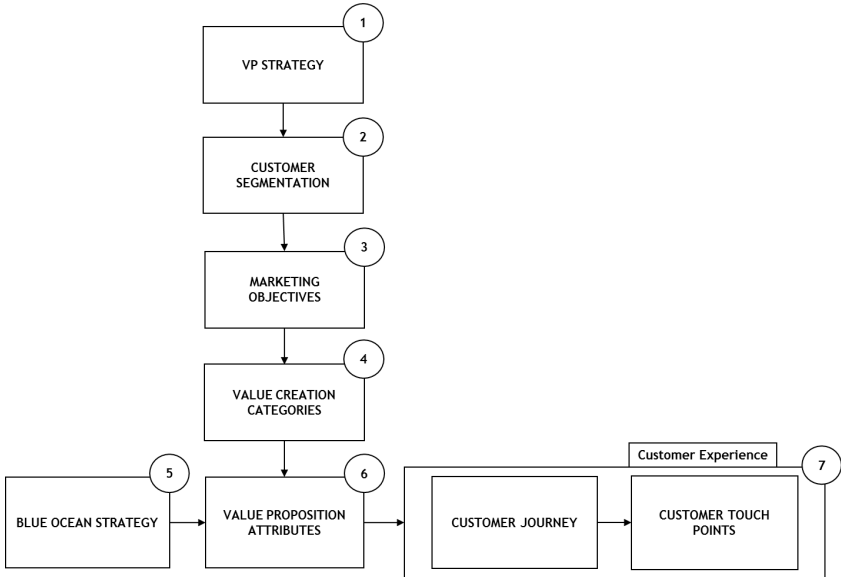 1
VP STRATEGY
2
CUSTOMER
SEGMENTATION
3
MARKETING
OBJECTIVES
4
VALUE CREATION
CATEGORIES
Customer Experience
7
5
BLUE OCEAN STRATEGY
6
VALUE PROPOSITION
ATTRIBUTES
CUSTOMER JOURNEY
CUSTOMER TOUCH
POINTS